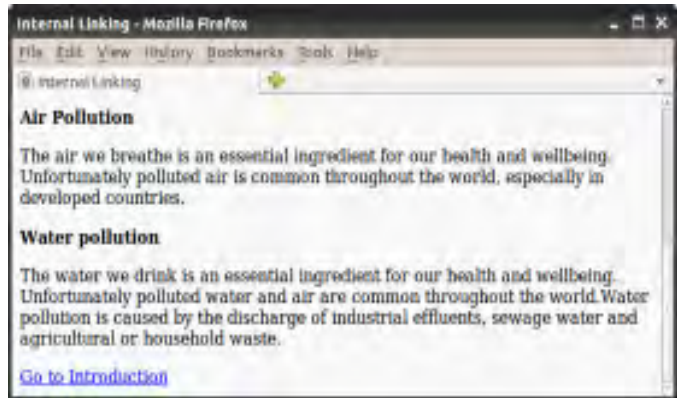 Internal Linking - Mozilla Firefox
File Edit View History Bookmarks Tools Help
Internal Linking
Air Pollution
The air we breathe is an essential ingredient for our health and wellbeing.
Unfortunately polluted air is common throughout the world, especially in
developed countries.
Water pollution
The water we drink is an essential ingredient for our health and wellbeing.
Unfortunately polluted water and air are common throughout the world.Water
pollution is caused by the discharge of industrial effluents, sewage water and
agricultural or household waste.
Go to Introduction